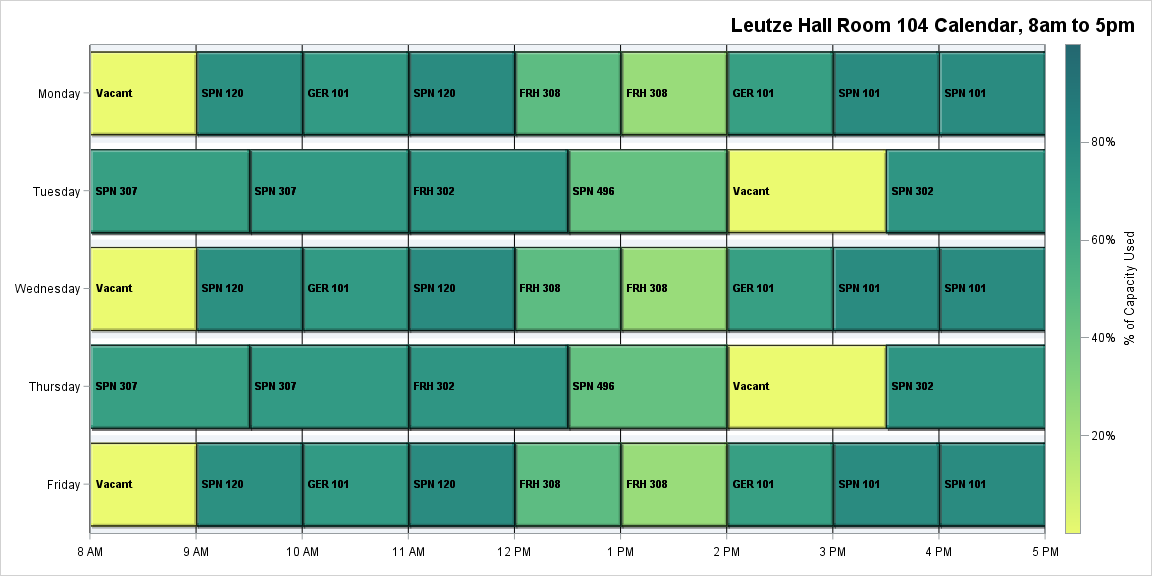 Leutze Hall Room 104 Calendar, 8am to 5pm
Monday
Vacant
SPN 120
GER 101
SPN 120
FRH 308
FRH 308
GER 101
SPN 101
SPN 101
Tuesday
SPN 307
SPN 307
FRH 302
SPN 496
Vacant
SPN 302
Wednesday
Vacant
SPN 120
GER 101
SPN 120
FRH 308
FRH 308
GER 101
SPN 101
SPN 101
Thursday
SPN 307
SPN 307
FRH 302
SPN 496
Vacant
SPN 302
Friday
Vacant
SPN 120
GER 101
SPN 120
FRH 308
FRH 308
GER 101
SPN 101
SPN 101
8 AM
9 AM
10 AM
11 AM
12 PM
1 PM
2 PM
3 PM
4 PM
5 PM
80%
60%
40%
20%
% of Capacity Used